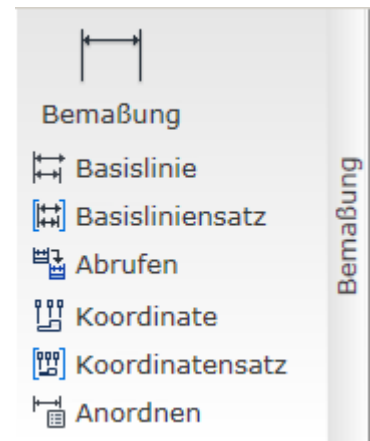 Bemaßung
Basislinie
Basisliniensatz
Abrufen
Koordinate
Koordinatensatz
Anordnen
Bemaßung